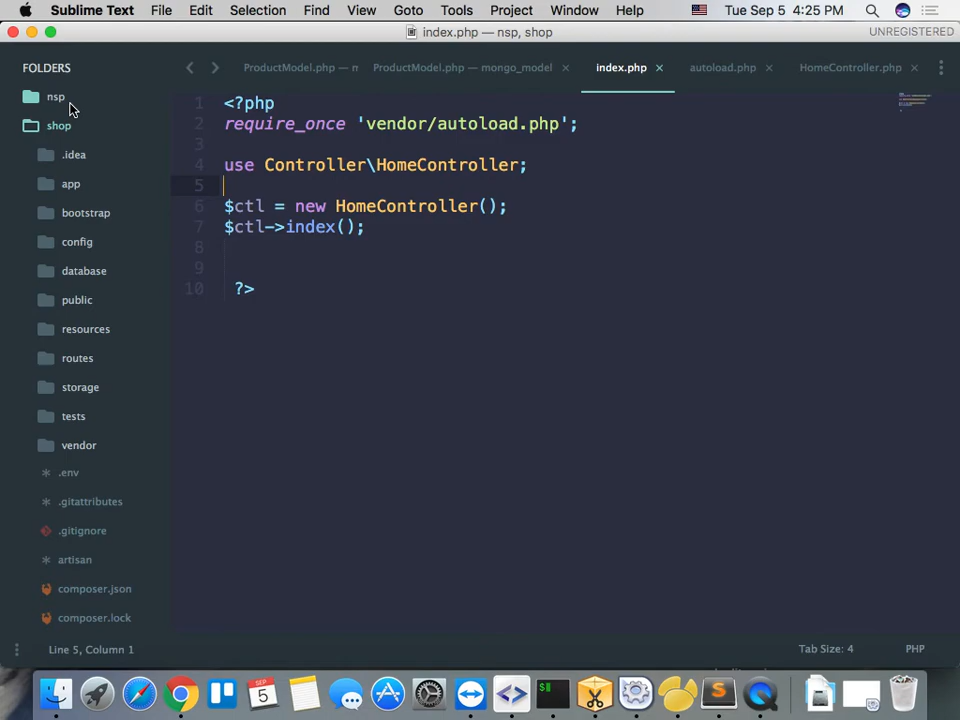 Sublime Text File Edit Selection Find View Goto Tools Project Window Help Tue Sep 5 4:25 PM
index.php — nsp, shop UNREGISTERED
FOLDERS
nsp
shop
.idea
app
bootstrap
config
database
public
resources
routes
storage
tests
vendor
.env
.gitattributes
.gitignore
artisan
composer.json
composer.lock
ProductModel.php — n ProductModel.php — mongo_model × index.php × autoload.php × HomeController.php ×
1 <?php
2 require_once 'vendor/autoload.php';
3
4 use Controller\HomeController;
5
6 $ctl = new HomeController();
7 $ctl->index();
8
9
10 ?>
Line 5, Column 1 Tab Size: 4 PHP
SEP
5
$
S